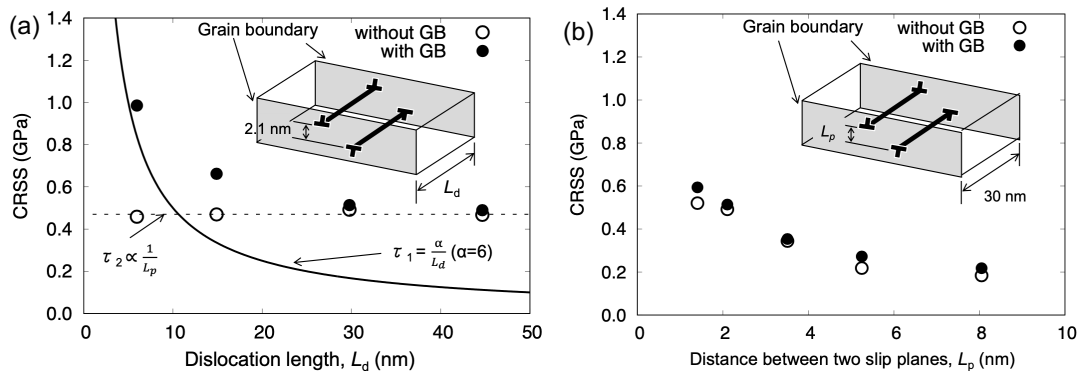 (a)
CRSS (GPa)
1.4
1.2
1.0
0.8
0.6
0.4
0.2
0.0
Grain boundary
without GB
with GB
2.1 nm
L_d
τ₂ ∝ 1/L_p
τ₁ = α/L_d (α=6)
0 10 20 30 40 50
Dislocation length, L_d (nm)
(b)
CRSS (GPa)
1.4
1.2
1.0
0.8
0.6
0.4
0.2
0.0
without GB
with GB
Grain boundary
L_p
30 nm
0 2 4 6 8 10
Distance between two slip planes, L_p (nm)